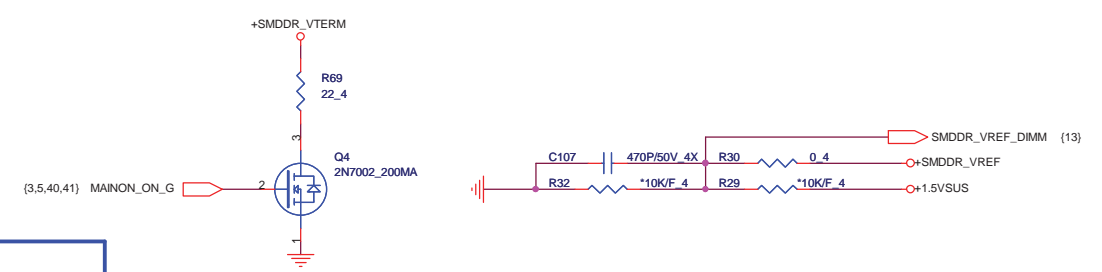 +SMDDR_VTERM
R69
22_4
3
Q4
2N7002_200MA
{3,5,40,41} MAINON_ON_G
2
1
SMDDR_VREF_DIMM {13}
C107 470P/50V_4X R30 0_4 +SMDDR_VREF
R32 *10K/F_4 R29 *10K/F_4 +1.5VSUS